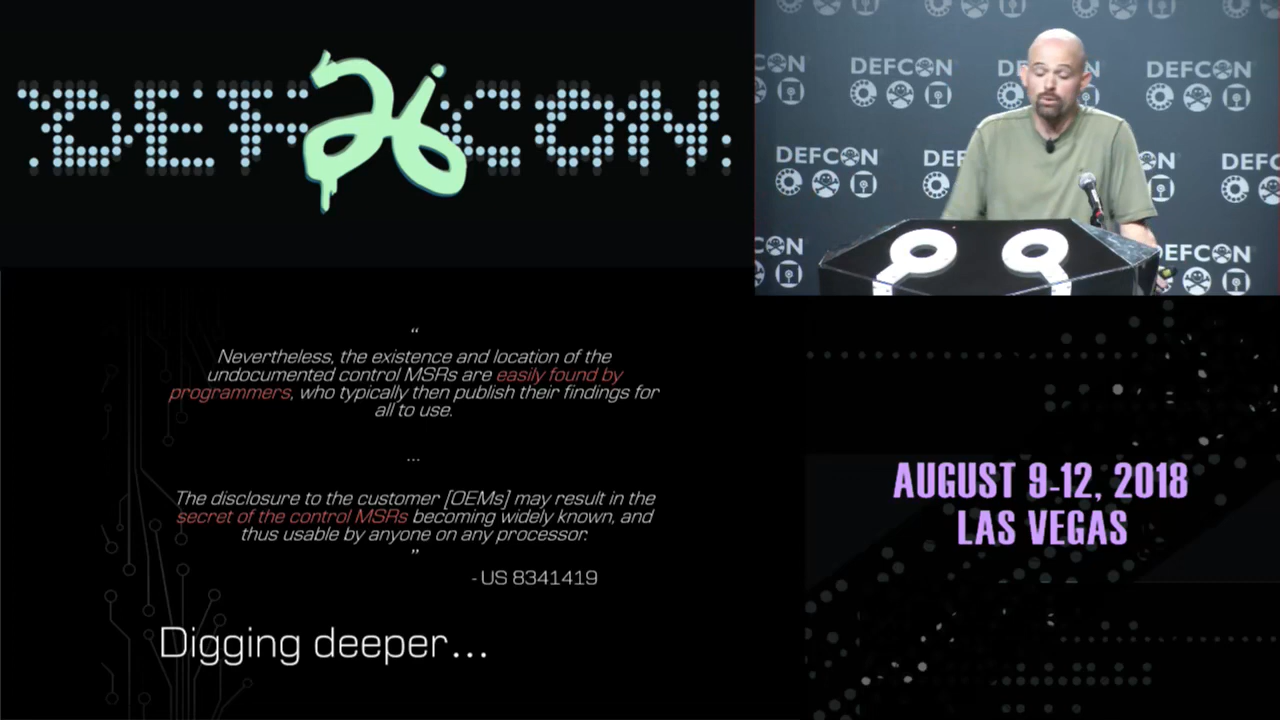 DEFCON 26
DEFCON DEFCON DEFCON
DEFCON DEFCON DEFCON
DEFCON
“
Nevertheless, the existence and location of the
undocumented control MSRs are easily found by
programmers, who typically then publish their findings for
all to use.
...
The disclosure to the customer [OEMs] may result in the
secret of the control MSRs becoming widely known, and
thus usable by anyone on any processor.
”
- US 8341419
Digging deeper...
AUGUST 9-12, 2018
LAS VEGAS